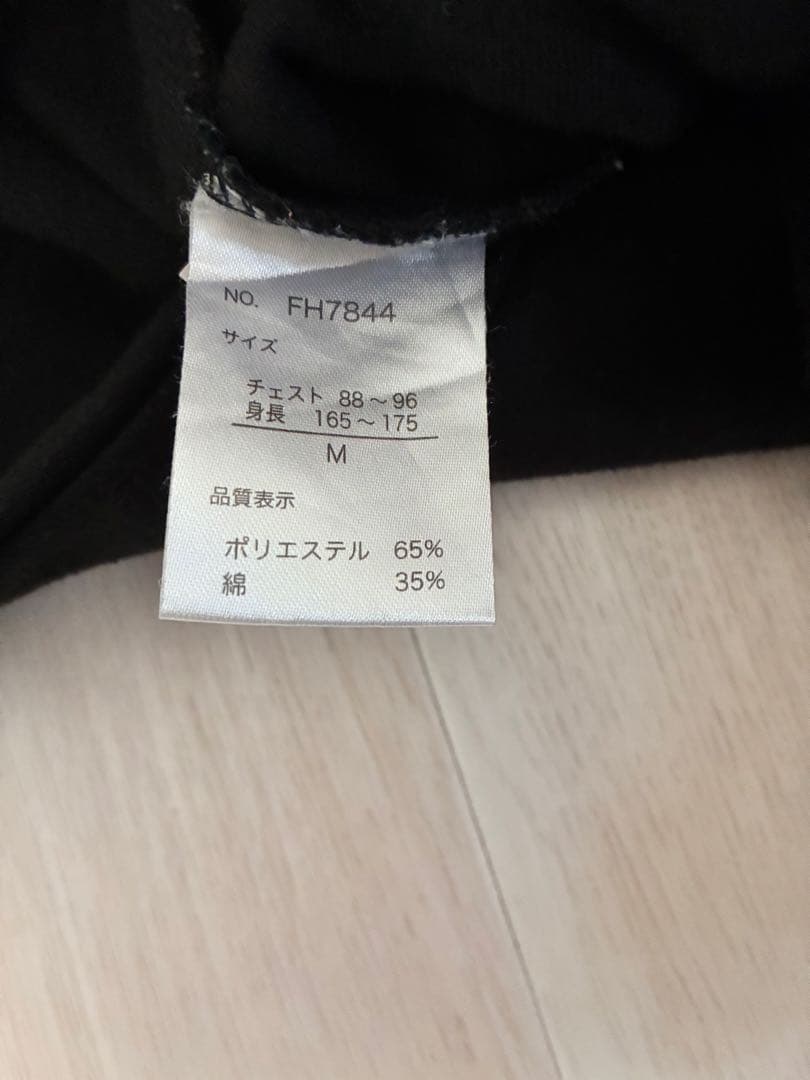 NO. FH7844
サイズ
チェスト 88～96
身長 165～175
M
品質表示
ポリエステル 65%
綿 35%